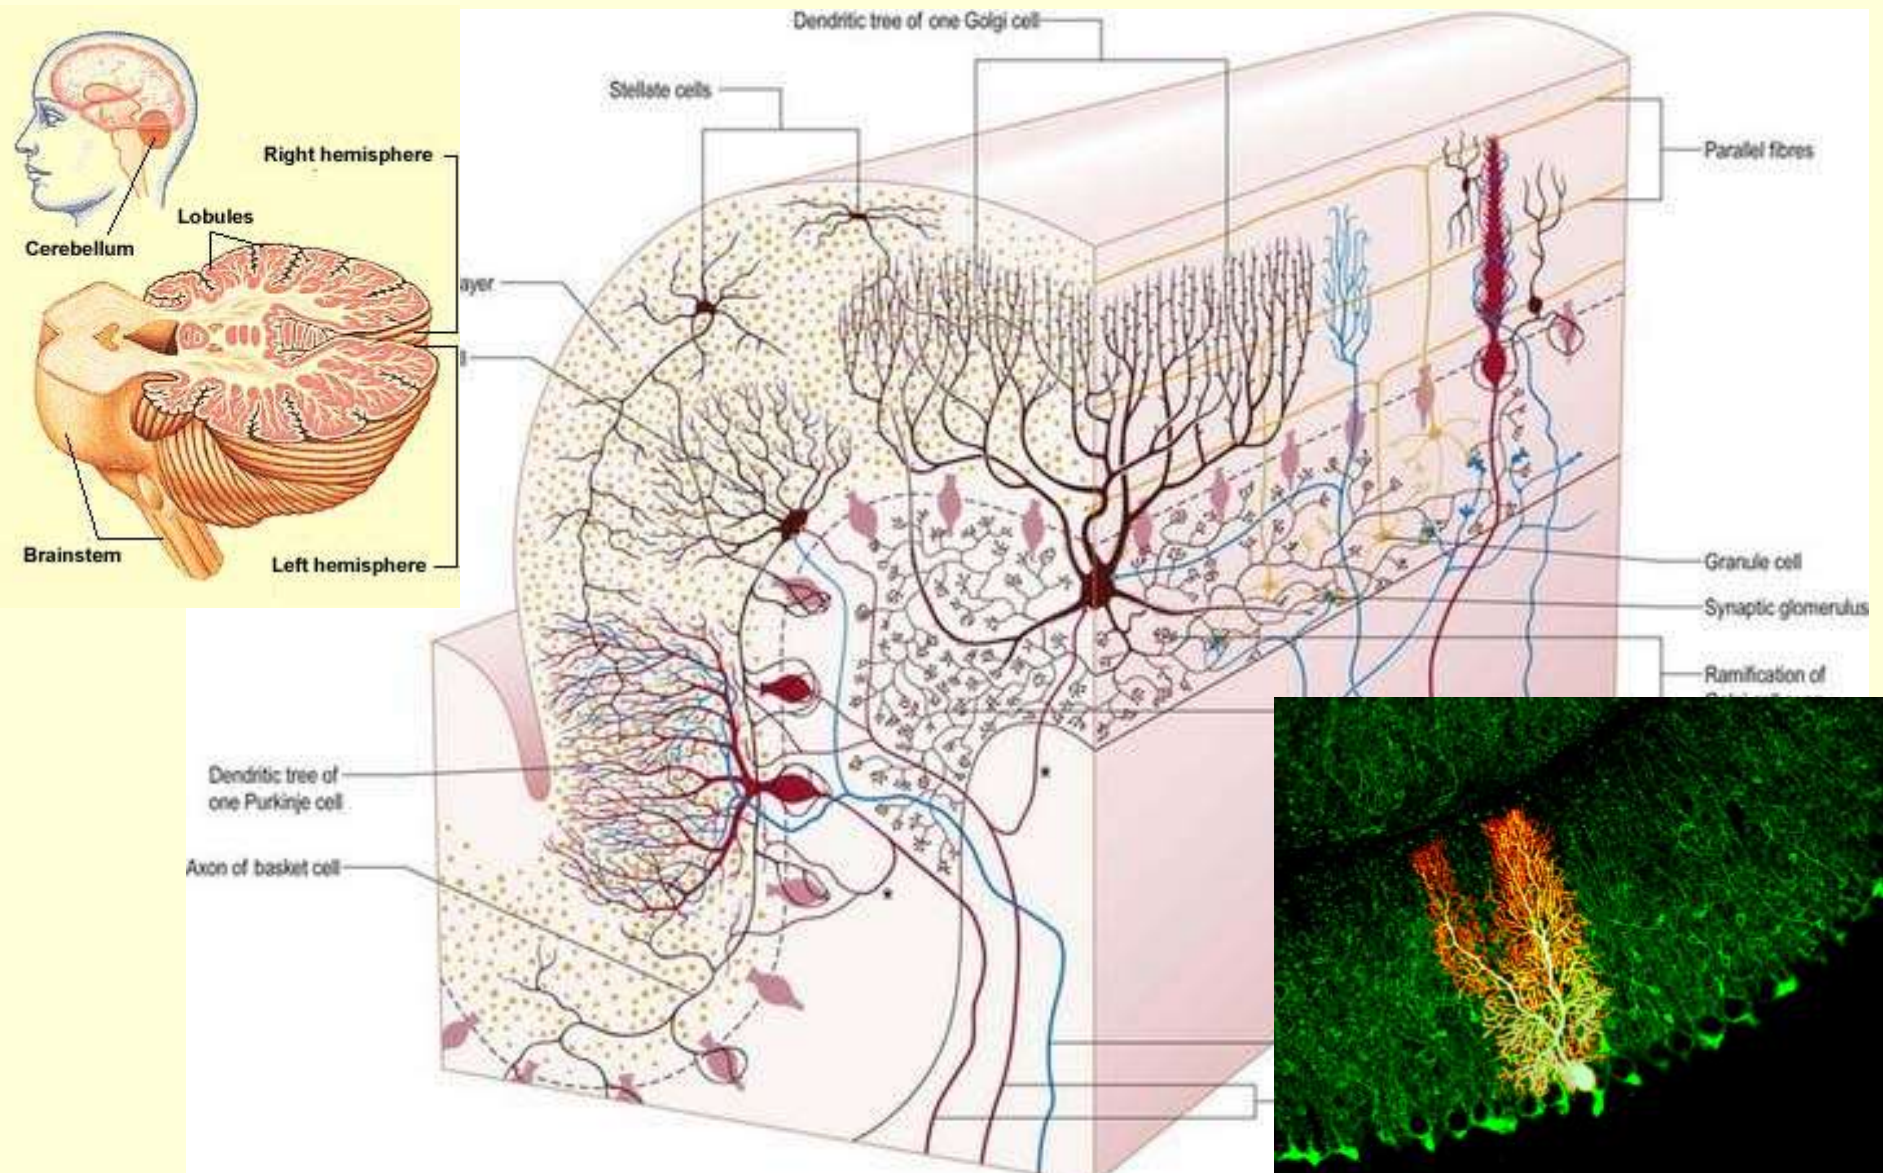 Dendritic tree of one Golgi cell
Stellate cells
Parallel fibres
Right hemisphere
Lobules
Cerebellum
ayer
Brainstem
Left hemisphere
Granule cell
Synaptic glomerulus
Ramification of
Dendritic tree of
one Purkinje cell
Axon of basket cell
*
*